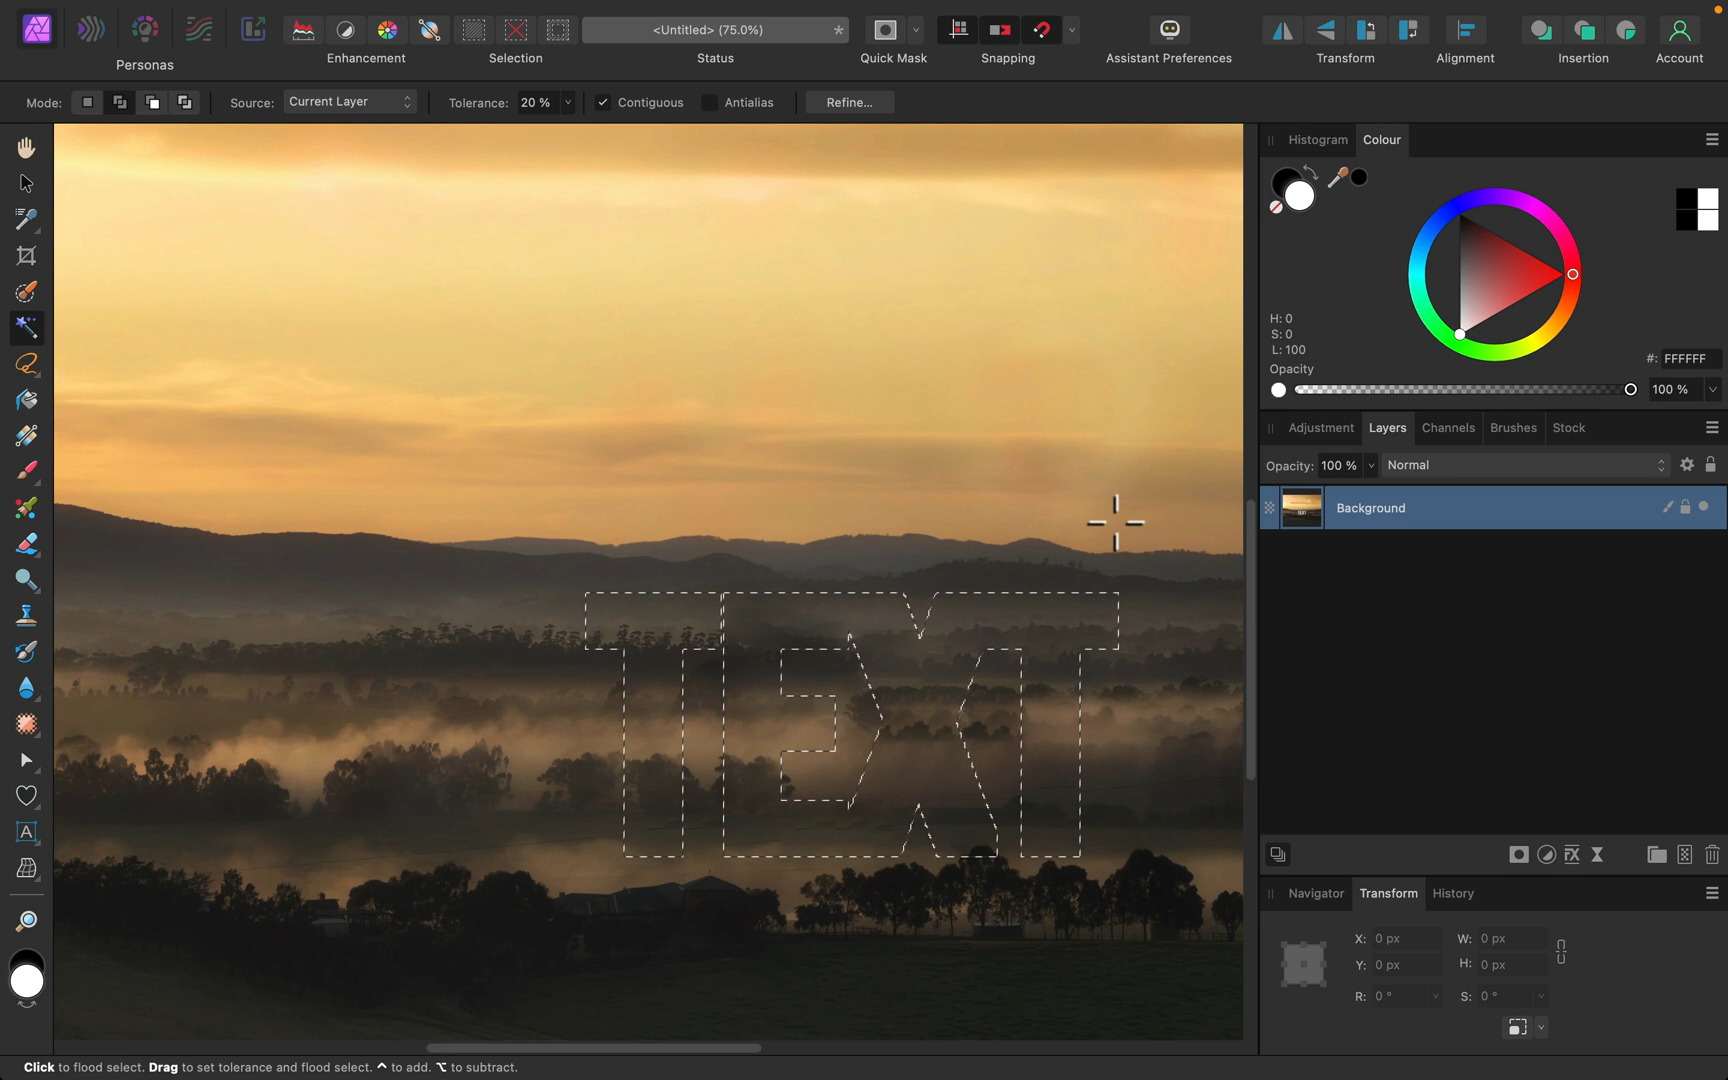 <Untitled> (75.0%)
*
Personas
Enhancement
Selection
Status
Quick Mask
Snapping
Assistant Preferences
Transform
Alignment
Insertion
Account
Mode:
Source:
Current Layer
Tolerance:
20 %
Contiguous
Antialias
Refine...
Histogram
Colour
H: 0
S: 0
L: 100
#:
FFFFFF
Opacity
100 %
Adjustment
Layers
Channels
Brushes
Stock
Opacity:
100 %
Normal
Background
TEXT
A
FX
Navigator
Transform
History
X: 0 px
W: 0 px
Y: 0 px
H: 0 px
R: 0 °
S: 0 °
Click to flood select. Drag to set tolerance and flood select. ^ to add. ⌥ to subtract.